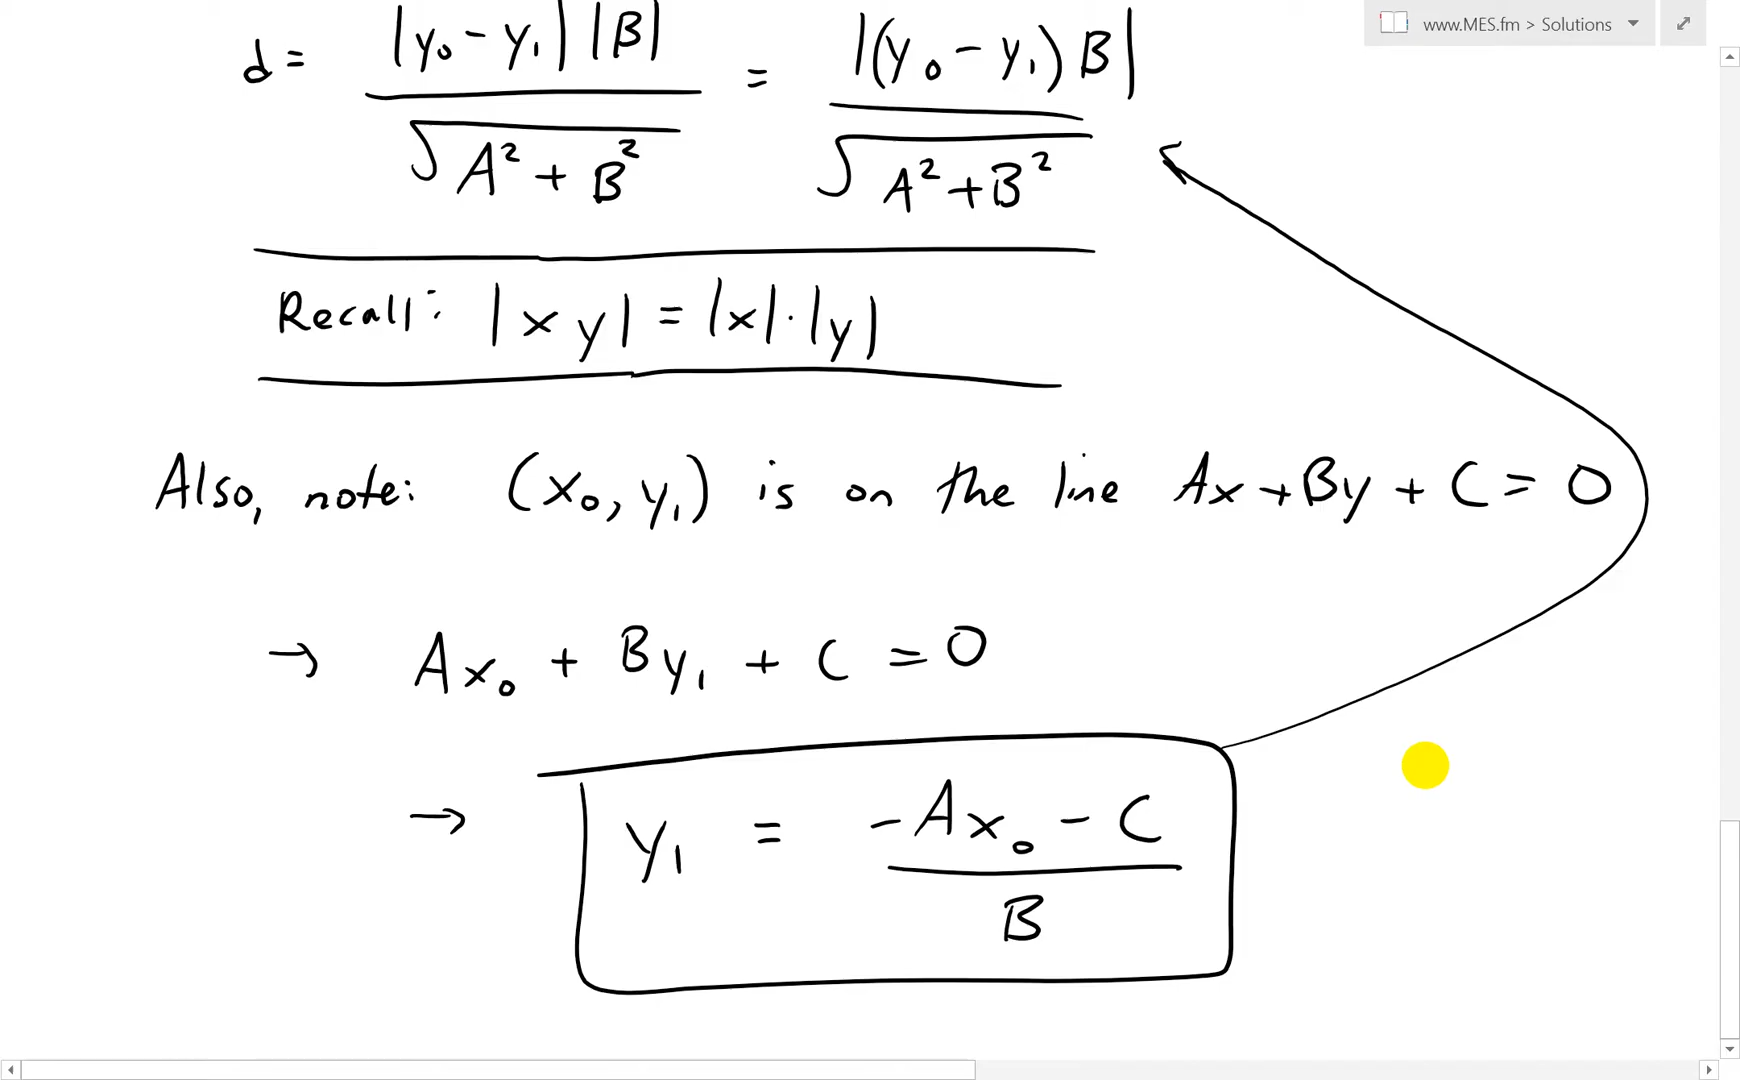 www.MES.fm > Solutions
d = |y₀ - y₁| |B| / √(A² + B²) = |(y₀ - y₁) B| / √(A² + B²)
Recall: |x y| = |x| · |y|
Also, note: (x₀, y₁) is on the line Ax + By + C = 0
→ Ax₀ + By₁ + C = 0
→ y₁ = (-Ax₀ - C) / B